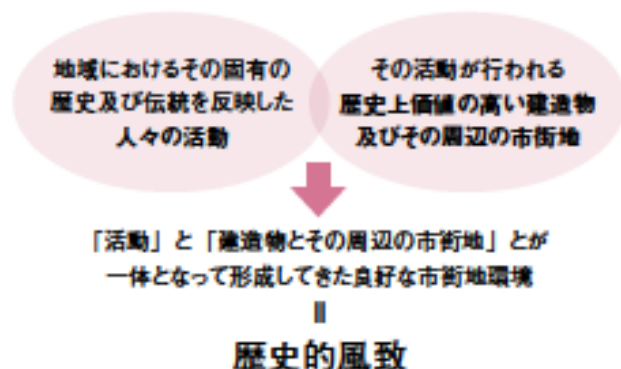 地域におけるその固有の
歴史及び伝統を反映した
人々の活動
その活動が行われる
歴史上価値の高い建造物
及びその周辺の市街地
「活動」と「建造物とその周辺の市街地」とが
一体となって形成してきた良好な市街地環境
॥
歴史的風致